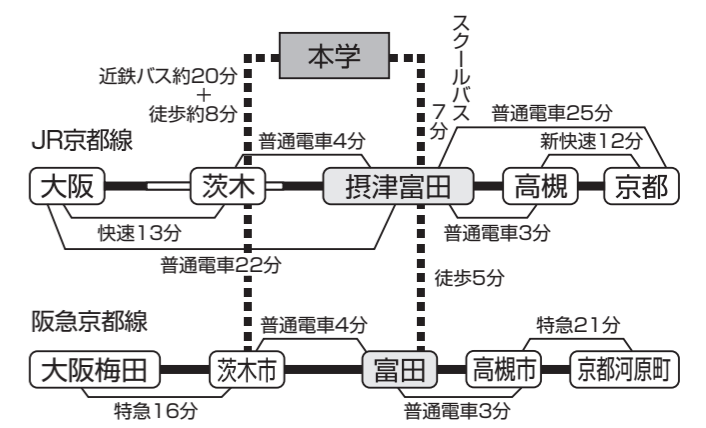 本学
スクールバス
7分
近鉄バス約20分
+
徒歩約8分
普通電車25分
JR京都線
普通電車4分
新快速12分
大阪
茨木
摂津富田
高槻
京都
快速13分
普通電車3分
普通電車22分
徒歩5分
阪急京都線
普通電車4分
特急21分
大阪梅田
茨木市
富田
高槻市
京都河原町
特急16分
普通電車3分